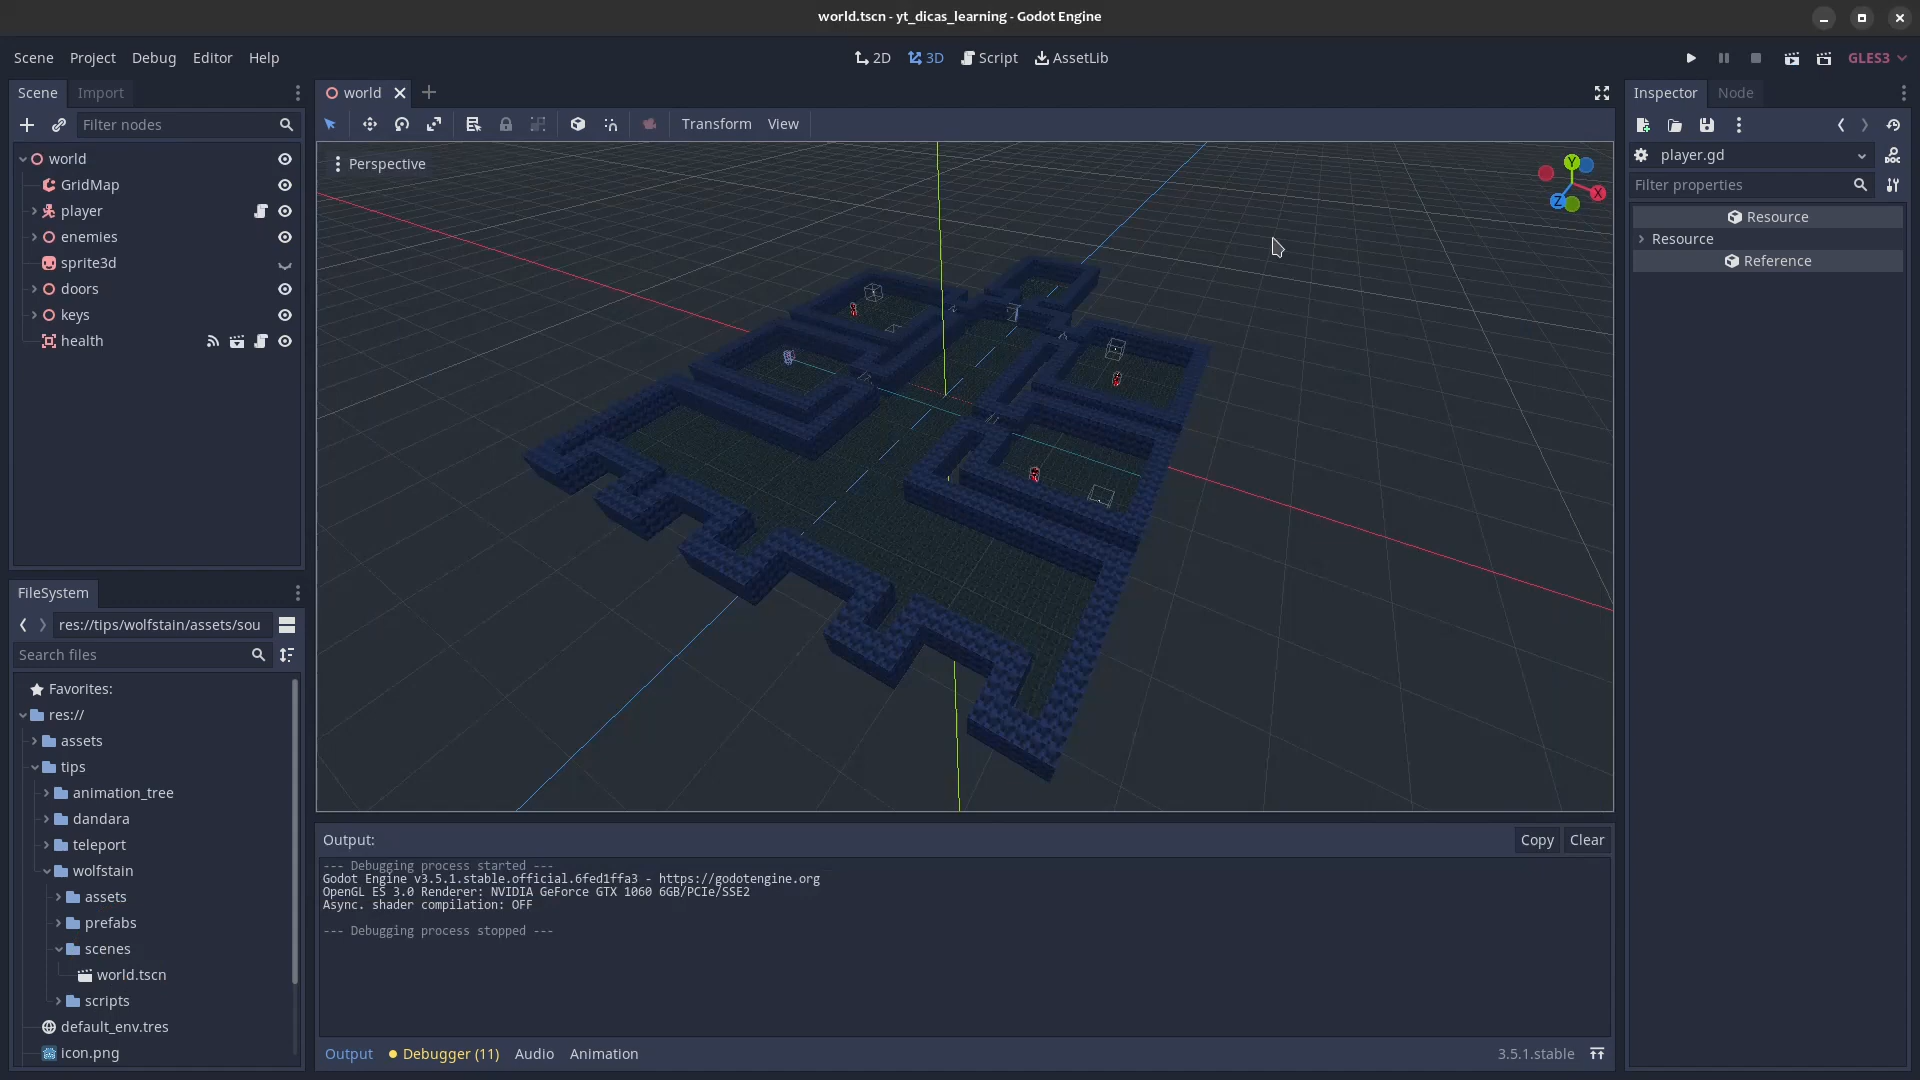 world.tscn - yt_dicas_learning - Godot Engine
Scene Project Debug Editor Help
2D 3D Script AssetLib
GLES3
Scene Import
Filter nodes
world
GridMap
player
enemies
sprite3d
doors
keys
health
FileSystem
res://tips/wolfstain/assets/sou
Search files
Favorites:
res://
assets
tips
animation_tree
dandara
teleport
wolfstain
assets
prefabs
scenes
world.tscn
scripts
default_env.tres
icon.png
world
Transform View
Perspective
Y
X
Z
Output:
Copy Clear
--- Debugging process started ---
Godot Engine v3.5.1.stable.official.6fed1ffa3 - https://godotengine.org
OpenGL ES 3.0 Renderer: NVIDIA GeForce GTX 1060 6GB/PCIe/SSE2
Async. shader compilation: OFF
--- Debugging process stopped ---
Output Debugger (11) Audio Animation
3.5.1.stable
Inspector Node
player.gd
DOC
Filter properties
Resource
Resource
Reference